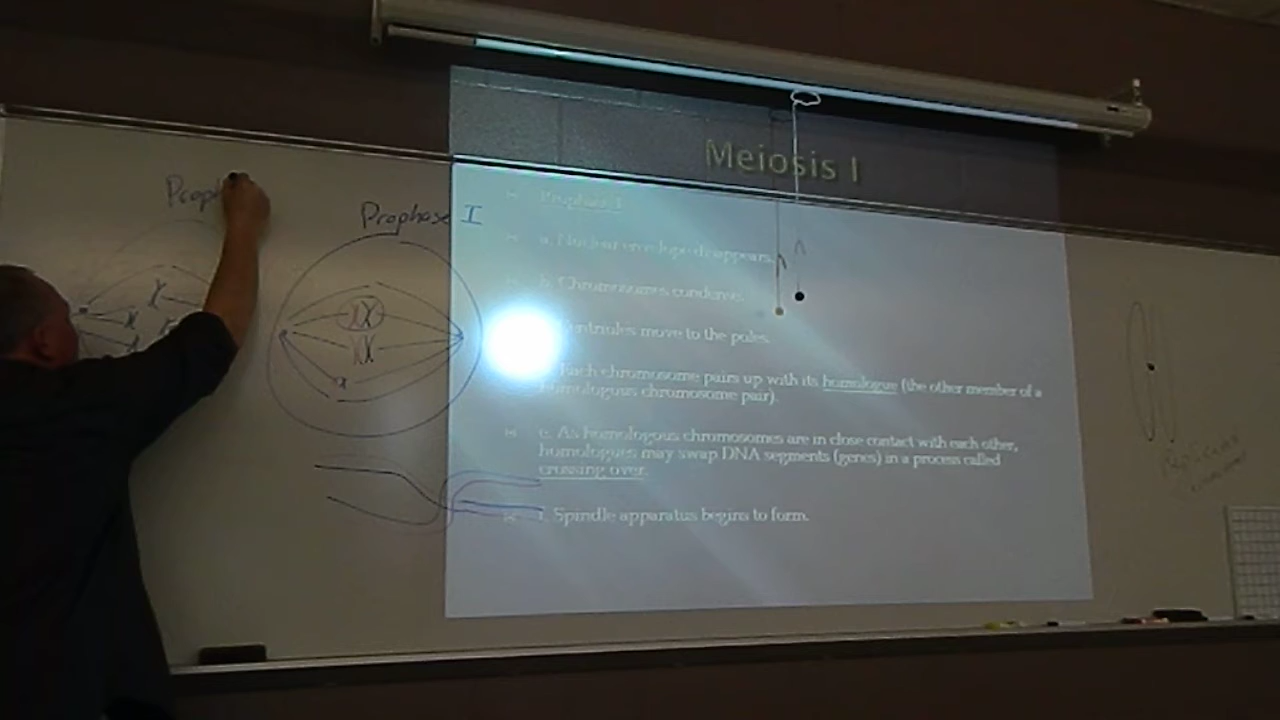 Meiosis I
Proph
Prophase I
Prophase I
a. Nuclear envelope disappears.
b. Chromosomes condense.
Centrioles move to the poles.
Each chromosome pairs up with its homologue (the other member of a
homologous chromosome pair).
e. As homologous chromosomes are in close contact with each other,
homologues may swap DNA segments (genes) in a process called
crossing over.
f. Spindle apparatus begins to form.